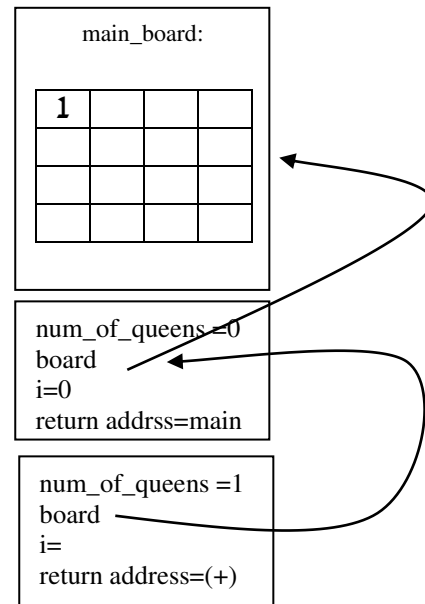 main_board:
1
num_of_queens =0
board
i=0
return addrss=main
num_of_queens =1
board
i=
return address=(+)